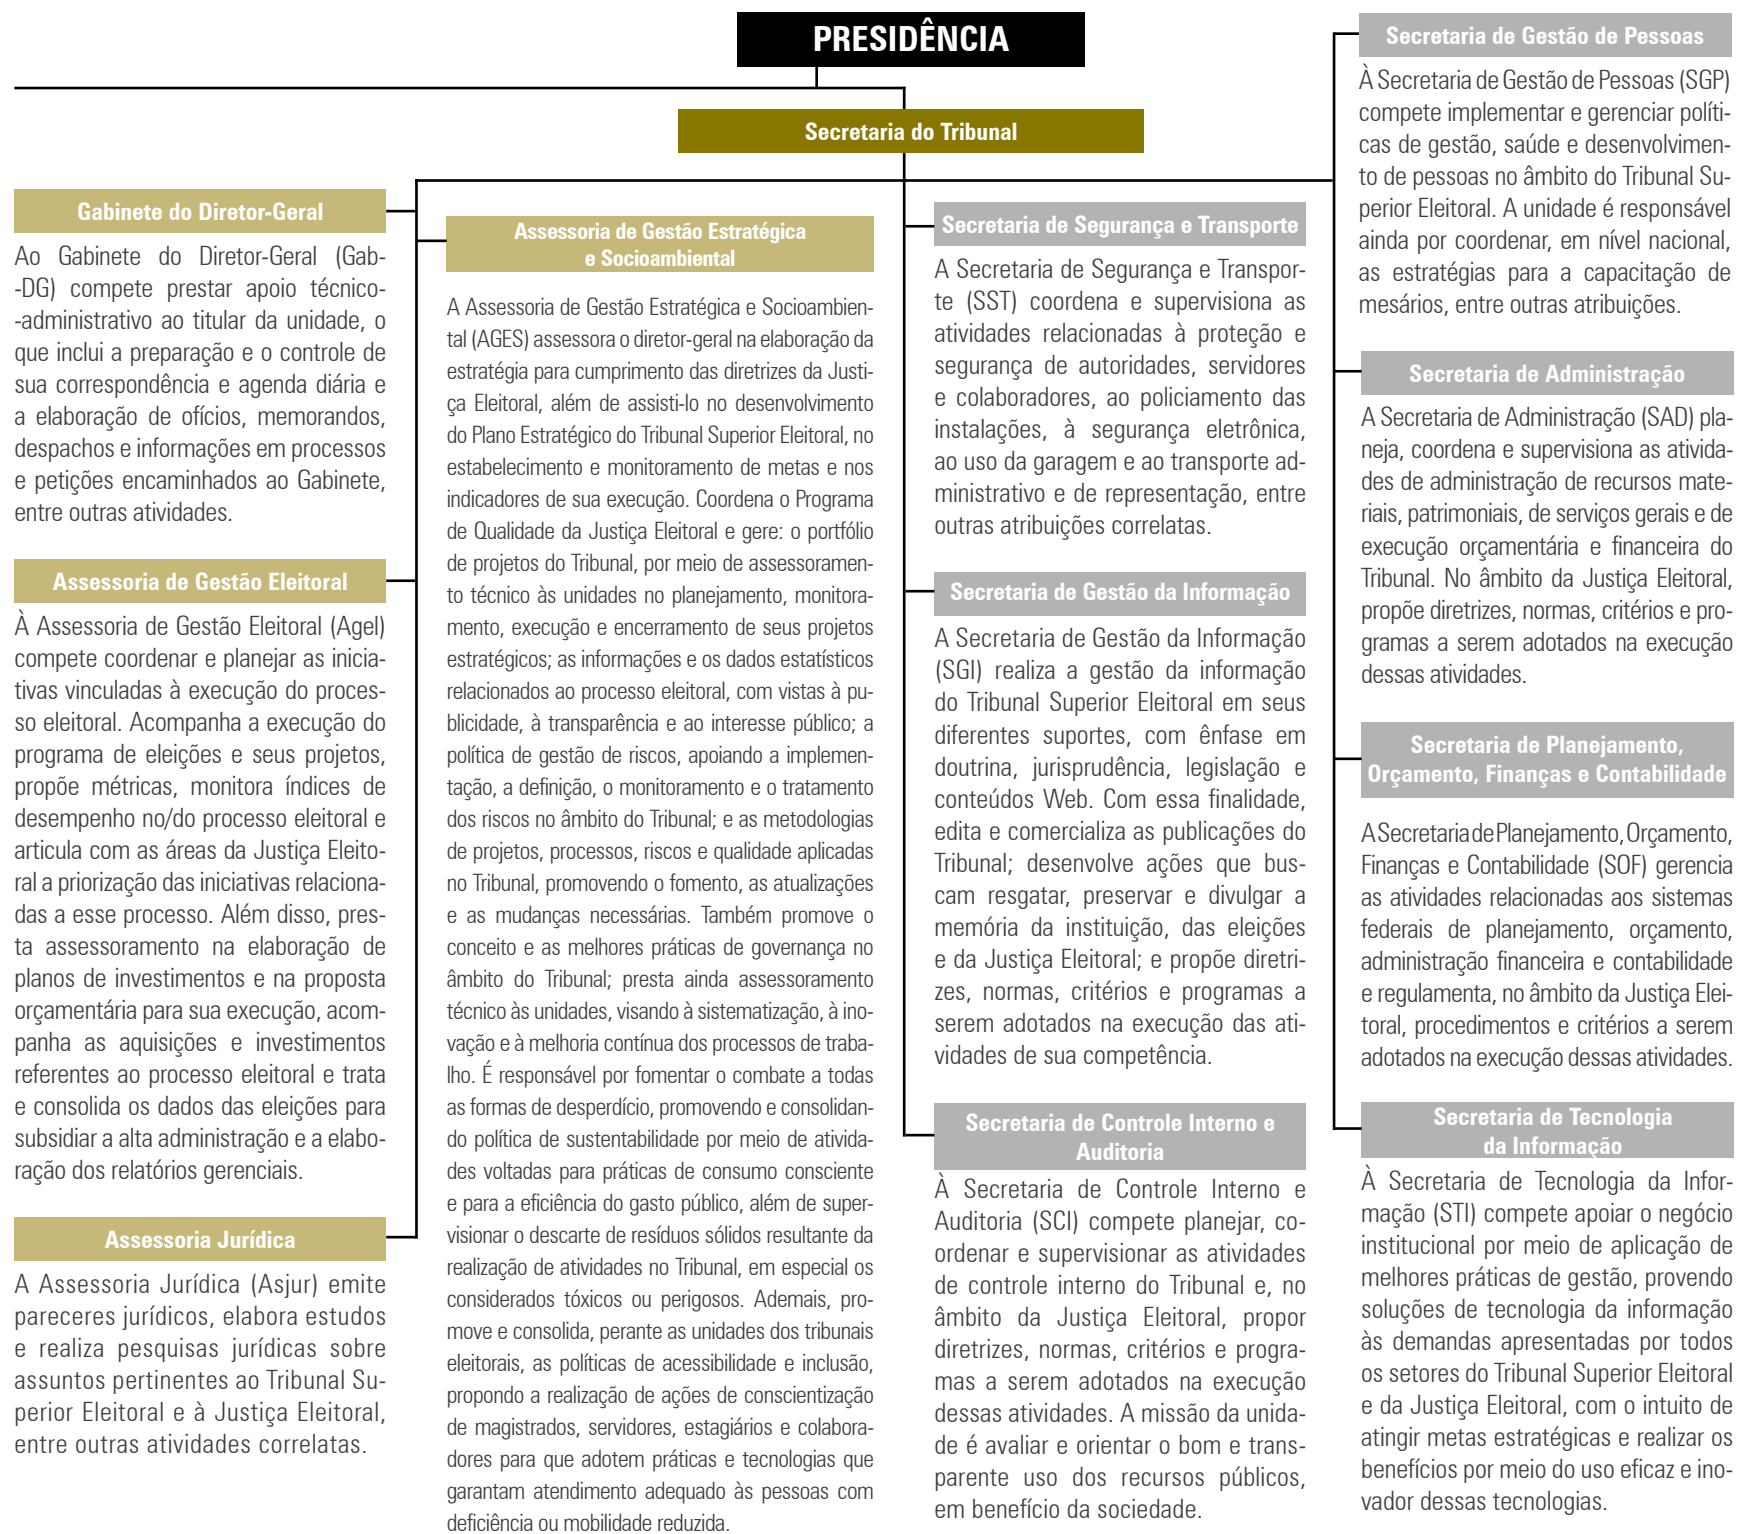 PRESIDÊNCIA
Secretaria do Tribunal
Gabinete do Diretor-Geral
Ao Gabinete do Diretor-Geral (Gab-
-DG) compete prestar apoio técnico-
-administrativo ao titular da unidade, o
que inclui a preparação e o controle de
sua correspondência e agenda diária e
a elaboração de ofícios, memorandos,
despachos e informações em processos
e petições encaminhados ao Gabinete,
entre outras atividades.
Assessoria de Gestão Eleitoral
À Assessoria de Gestão Eleitoral (Agel)
compete coordenar e planejar as inicia-
tivas vinculadas à execução do proces-
so eleitoral. Acompanha a execução do
programa de eleições e seus projetos,
propõe métricas, monitora índices de
desempenho no/do processo eleitoral e
articula com as áreas da Justiça Eleito-
ral a priorização das iniciativas relaciona-
das a esse processo. Além disso, pres-
ta assessoramento na elaboração de
planos de investimentos e na proposta
orçamentária para sua execução, acom-
panha as aquisições e investimentos
referentes ao processo eleitoral e trata
e consolida os dados das eleições para
subsidiar a alta administração e a elabo-
ração dos relatórios gerenciais.
Assessoria Jurídica
A Assessoria Jurídica (Asjur) emite
pareceres jurídicos, elabora estudos
e realiza pesquisas jurídicas sobre
assuntos pertinentes ao Tribunal Su-
perior Eleitoral e à Justiça Eleitoral,
entre outras atividades correlatas.
Assessoria de Gestão Estratégica
e Socioambiental
A Assessoria de Gestão Estratégica e Socioambien-
tal (AGES) assessora o diretor-geral na elaboração da
estratégia para cumprimento das diretrizes da Justi-
ça Eleitoral, além de assisti-lo no desenvolvimento
do Plano Estratégico do Tribunal Superior Eleitoral, no
estabelecimento e monitoramento de metas e nos
indicadores de sua execução. Coordena o Programa
de Qualidade da Justiça Eleitoral e gere: o portfólio
de projetos do Tribunal, por meio de assessoramen-
to técnico às unidades no planejamento, monitora-
mento, execução e encerramento de seus projetos
estratégicos; as informações e os dados estatísticos
relacionados ao processo eleitoral, com vistas à pu-
blicidade, à transparência e ao interesse público; a
política de gestão de riscos, apoiando a implemen-
tação, a definição, o monitoramento e o tratamento
dos riscos no âmbito do Tribunal; e as metodologias
de projetos, processos, riscos e qualidade aplicadas
no Tribunal, promovendo o fomento, as atualizações
e as mudanças necessárias. Também promove o
conceito e as melhores práticas de governança no
âmbito do Tribunal; presta ainda assessoramento
técnico às unidades, visando à sistematização, à ino-
vação e à melhoria contínua dos processos de traba-
lho. É responsável por fomentar o combate a todas
as formas de desperdício, promovendo e consolidan-
do política de sustentabilidade por meio de ativida-
des voltadas para práticas de consumo consciente
e para a eficiência do gasto público, além de super-
visionar o descarte de resíduos sólidos resultante da
realização de atividades no Tribunal, em especial os
considerados tóxicos ou perigosos. Ademais, pro-
move e consolida, perante as unidades dos tribunais
eleitorais, as políticas de acessibilidade e inclusão,
propondo a realização de ações de conscientização
de magistrados, servidores, estagiários e colabora-
dores para que adotem práticas e tecnologias que
garantam atendimento adequado às pessoas com
deficiência ou mobilidade reduzida.
Secretaria de Segurança e Transporte
A Secretaria de Segurança e Transpor-
te (SST) coordena e supervisiona as
atividades relacionadas à proteção e
segurança de autoridades, servidores
e colaboradores, ao policiamento das
instalações, à segurança eletrônica,
ao uso da garagem e ao transporte ad-
ministrativo e de representação, entre
outras atribuições correlatas.
Secretaria de Gestão da Informação
A Secretaria de Gestão da Informação
(SGI) realiza a gestão da informação
do Tribunal Superior Eleitoral em seus
diferentes suportes, com ênfase em
doutrina, jurisprudência, legislação e
conteúdos Web. Com essa finalidade,
edita e comercializa as publicações do
Tribunal; desenvolve ações que bus-
cam resgatar, preservar e divulgar a
memória da instituição, das eleições
e da Justiça Eleitoral; e propõe diretri-
zes, normas, critérios e programas a
serem adotados na execução das ati-
vidades de sua competência.
Secretaria de Controle Interno e
Auditoria
À Secretaria de Controle Interno e
Auditoria (SCI) compete planejar, co-
ordenar e supervisionar as atividades
de controle interno do Tribunal e, no
âmbito da Justiça Eleitoral, propor
diretrizes, normas, critérios e progra-
mas a serem adotados na execução
dessas atividades. A missão da unida-
de é avaliar e orientar o bom e trans-
parente uso dos recursos públicos,
em benefício da sociedade.
Secretaria de Gestão de Pessoas
À Secretaria de Gestão de Pessoas (SGP)
compete implementar e gerenciar políti-
cas de gestão, saúde e desenvolvimen-
to de pessoas no âmbito do Tribunal Su-
perior Eleitoral. A unidade é responsável
ainda por coordenar, em nível nacional,
as estratégias para a capacitação de
mesários, entre outras atribuições.
Secretaria de Administração
A Secretaria de Administração (SAD) pla-
neja, coordena e supervisiona as ativida-
des de administração de recursos mate-
riais, patrimoniais, de serviços gerais e de
execução orçamentária e financeira do
Tribunal. No âmbito da Justiça Eleitoral,
propõe diretrizes, normas, critérios e pro-
gramas a serem adotados na execução
dessas atividades.
Secretaria de Planejamento,
Orçamento, Finanças e Contabilidade
A Secretaria de Planejamento, Orçamento,
Finanças e Contabilidade (SOF) gerencia
as atividades relacionadas aos sistemas
federais de planejamento, orçamento,
administração financeira e contabilidade
e regulamenta, no âmbito da Justiça Elei-
toral, procedimentos e critérios a serem
adotados na execução dessas atividades.
Secretaria de Tecnologia
da Informação
À Secretaria de Tecnologia da Infor-
mação (STI) compete apoiar o negócio
institucional por meio de aplicação de
melhores práticas de gestão, provendo
soluções de tecnologia da informação
às demandas apresentadas por todos
os setores do Tribunal Superior Eleitoral
e da Justiça Eleitoral, com o intuito de
atingir metas estratégicas e realizar os
benefícios por meio do uso eficaz e ino-
vador dessas tecnologias.